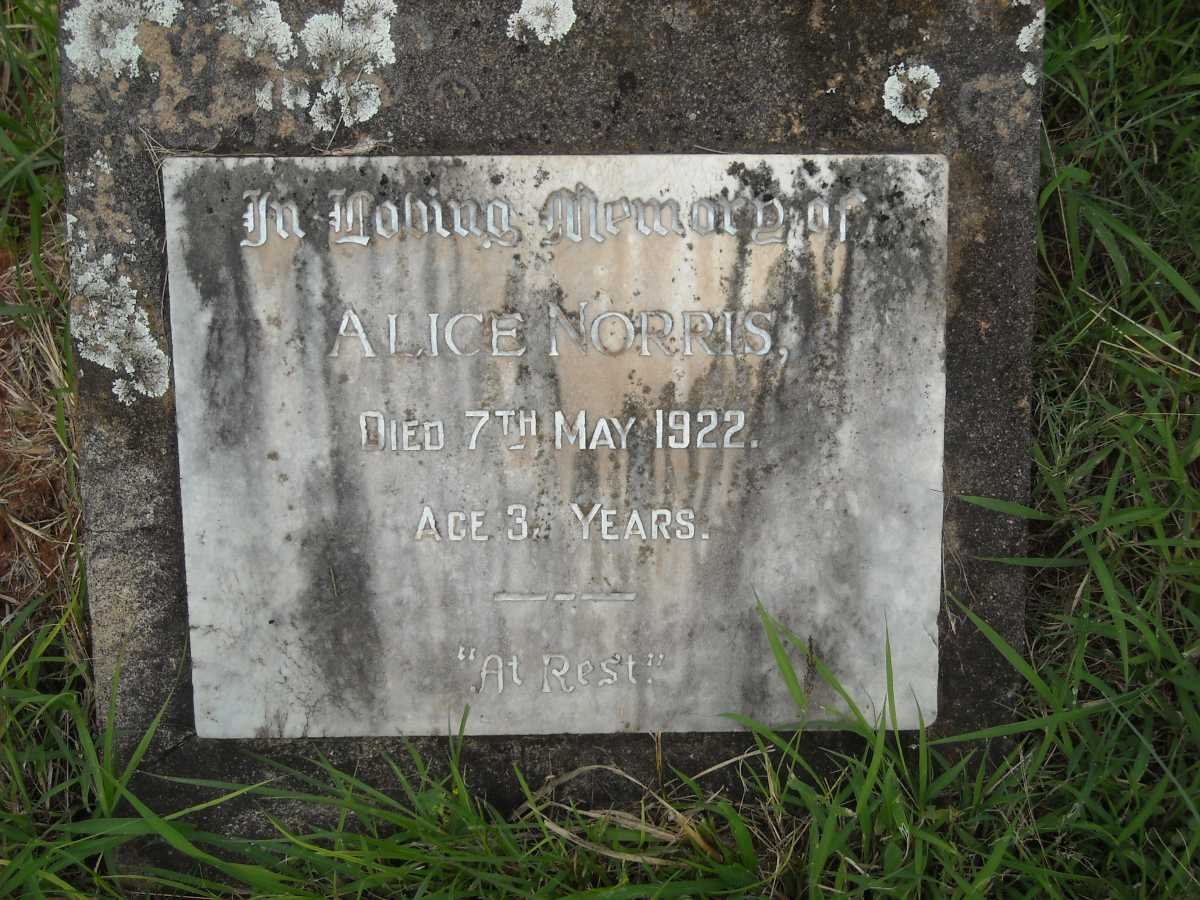 In Loving Memory of
ALICE NORRIS,
DIED 7TH MAY 1922.
AGE 3. YEARS.
"At Rest."